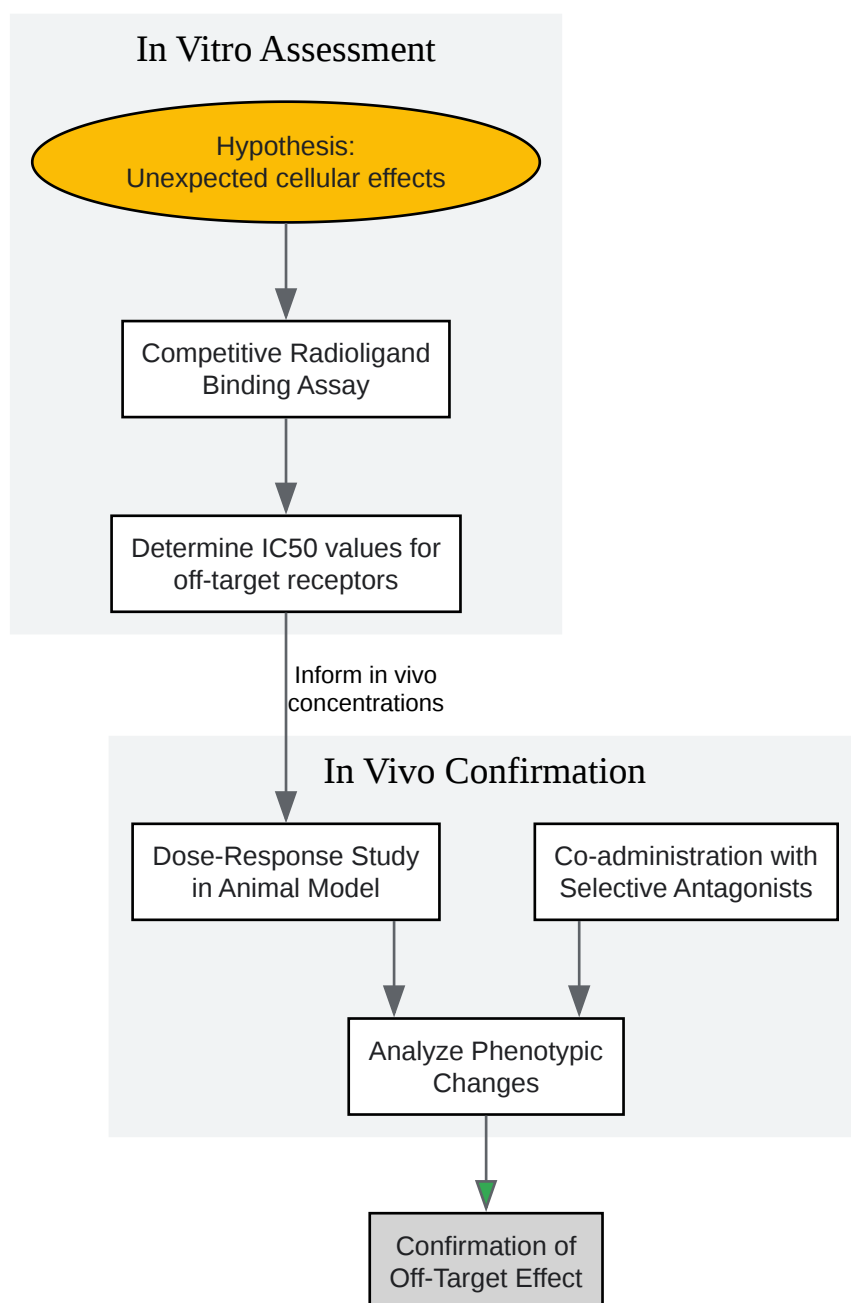 In Vitro Assessment
Hypothesis:
Unexpected cellular effects
Competitive Radioligand
Binding Assay
Determine IC50 values for
off-target receptors
Inform in vivo
concentrations
In Vivo Confirmation
Dose-Response Study
in Animal Model
Co-administration with
Selective Antagonists
Analyze Phenotypic
Changes
Confirmation of
Off-Target Effect